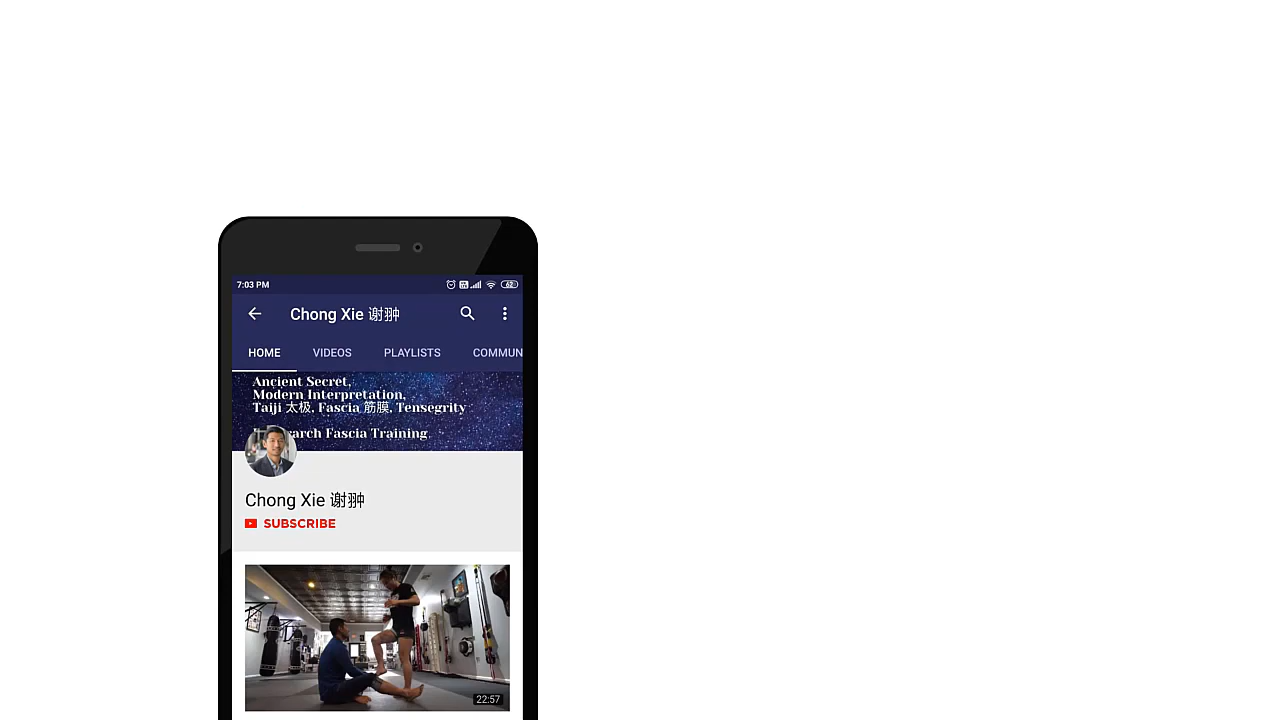 7:03 PM
62
Chong Xie 谢翀
HOME VIDEOS PLAYLISTS COMMUN
Ancient Secret,
Modern Interpretation,
Taiji 太极, Fascia 筋膜, Tensegrity
Fascia Training
Chong Xie 谢翀
SUBSCRIBE
22:57